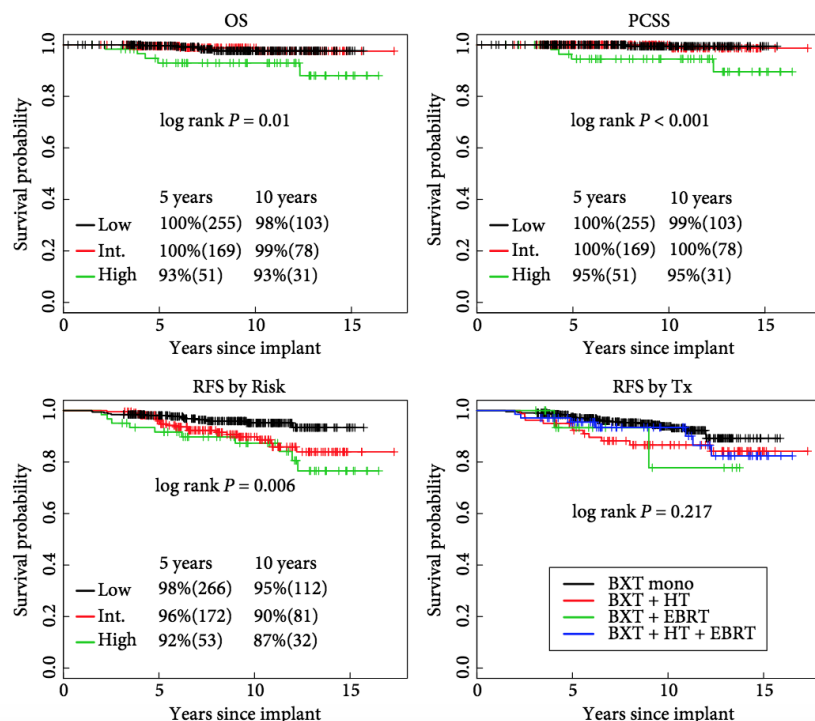 OS
Survival probability
1.0
0.8
0.6
0.4
0.2
0.0
log rank P = 0.01
5 years 10 years
Low 100%(255) 98%(103)
Int. 100%(169) 99%(78)
High 93%(51) 93%(31)
0 5 10 15
Years since implant
PCSS
Survival probability
1.0
0.8
0.6
0.4
0.2
0.0
log rank P < 0.001
5 years 10 years
Low 100%(255) 99%(103)
Int. 100%(169) 100%(78)
High 95%(51) 95%(31)
0 5 10 15
Years since implant
RFS by Risk
Survival probability
1.0
0.8
0.6
0.4
0.2
0.0
log rank P = 0.006
5 years 10 years
Low 98%(266) 95%(112)
Int. 96%(172) 90%(81)
High 92%(53) 87%(32)
0 5 10 15
Years since implant
RFS by Tx
Survival probability
1.0
0.8
0.6
0.4
0.2
0.0
log rank P = 0.217
BXT mono
BXT + HT
BXT + EBRT
BXT + HT + EBRT
0 5 10 15
Years since implant